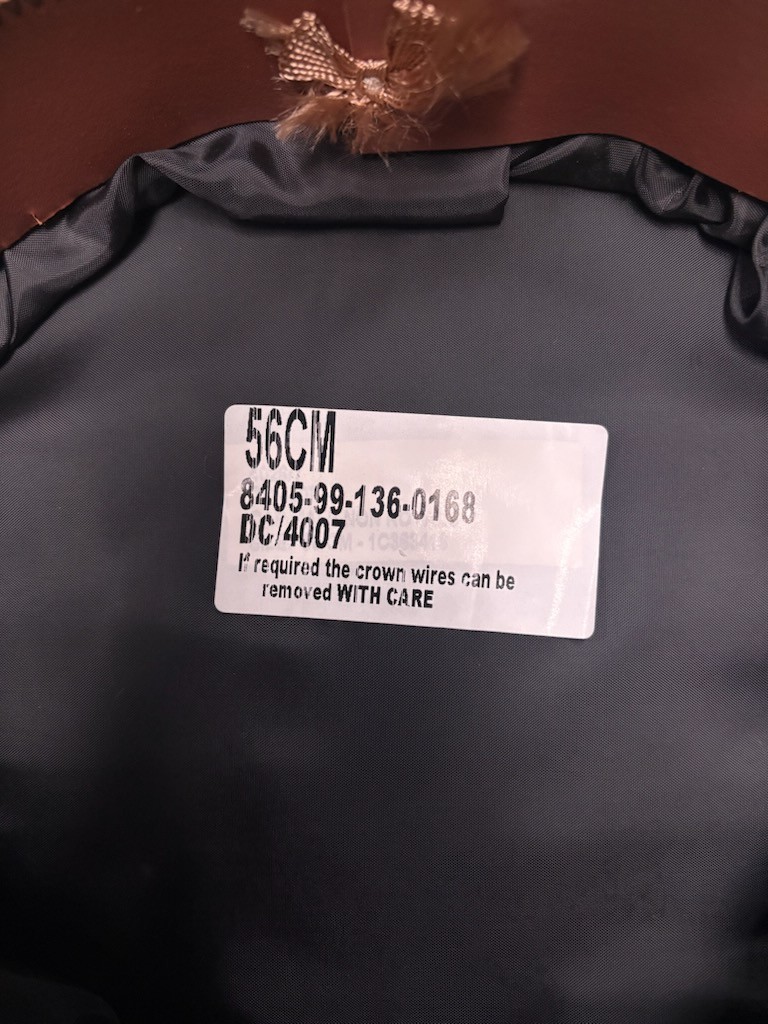 56CM
8405-99-136-0168
DC/4007
If required the crown wires can be
removed WITH CARE